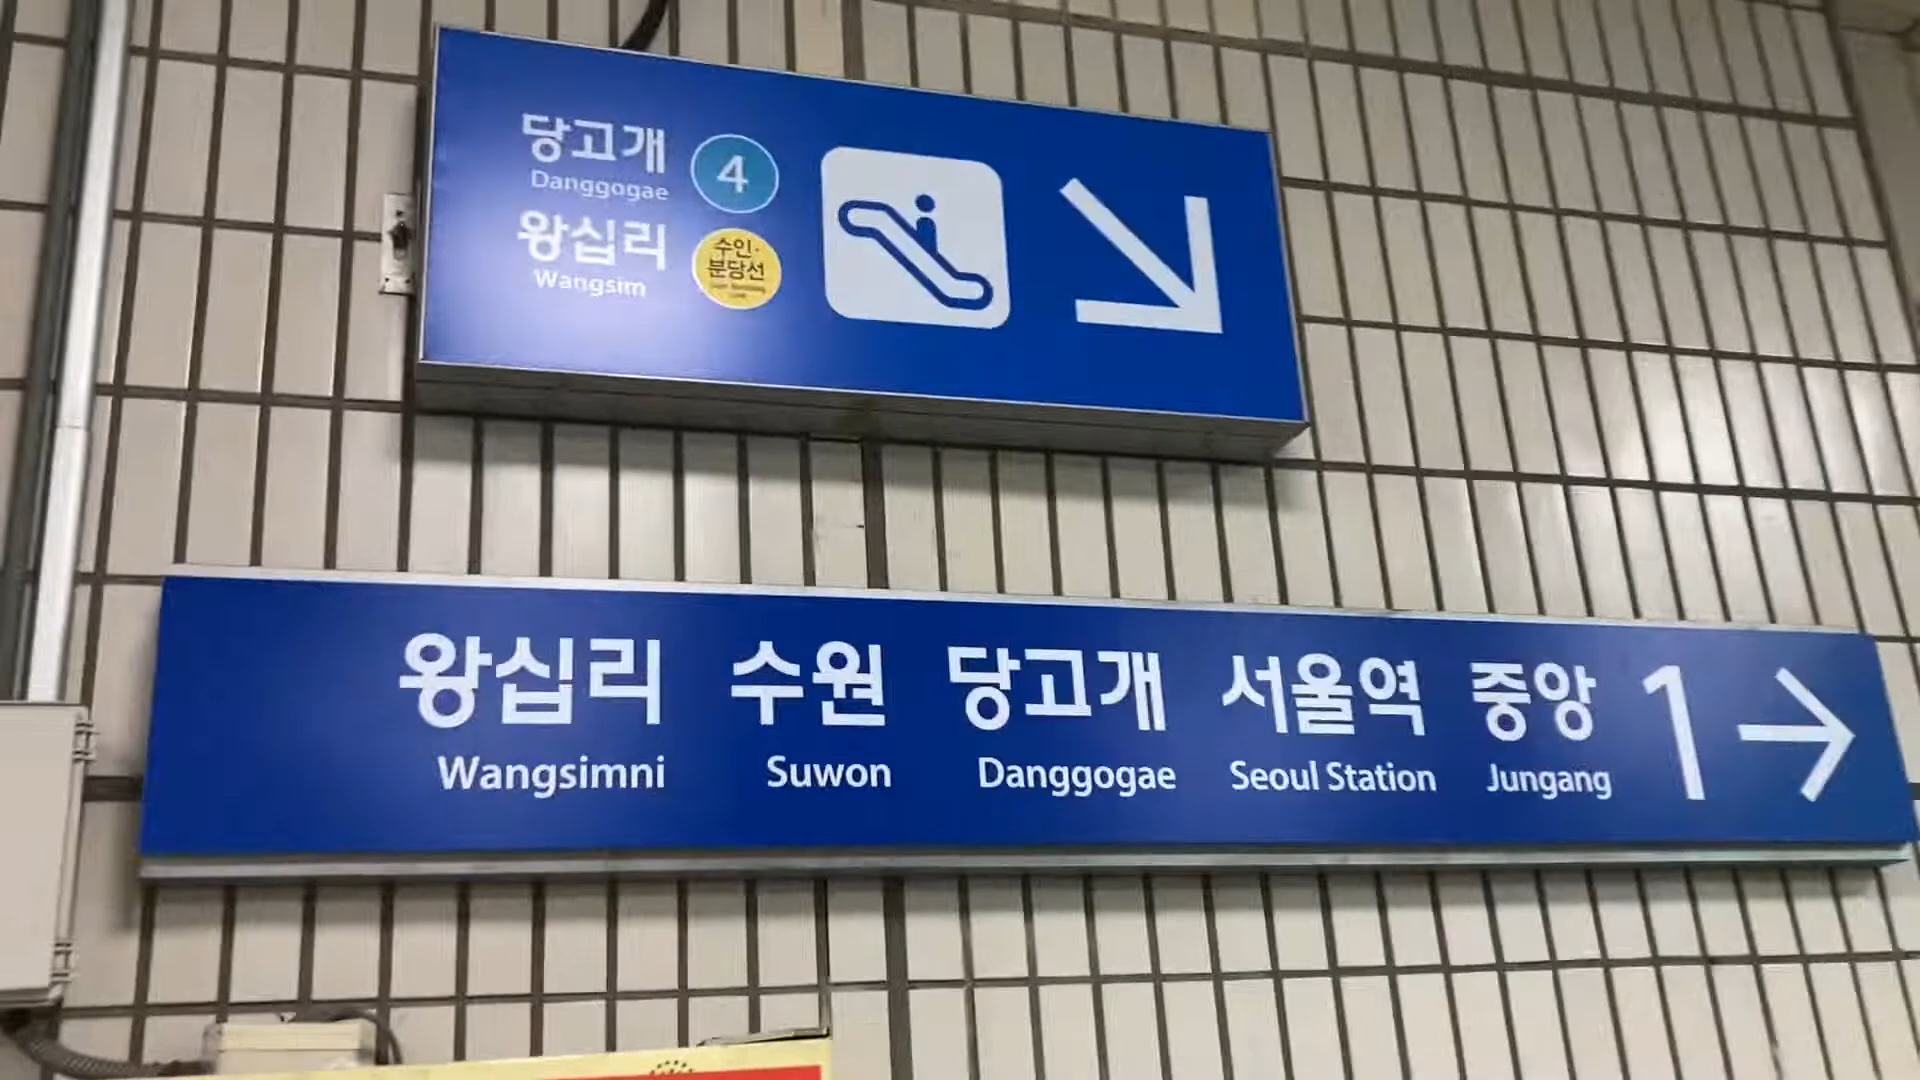 당고개 4
Danggogae
왕십리 수인·분당선
Wangsim
왕십리 수원 당고개 서울역 중앙 1
Wangsimni Suwon Danggogae Seoul Station Jungang